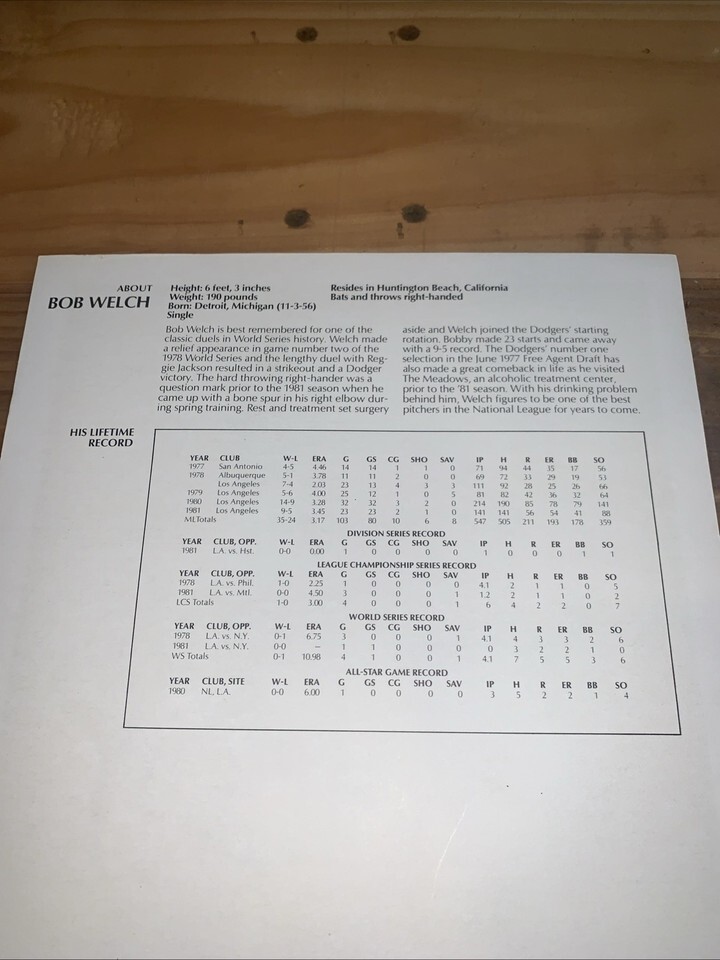 ABOUT
BOB WELCH
Height: 6 feet, 3 inches
Weight: 190 pounds
Born: Detroit, Michigan (11-3-56)
Single
Resides in Huntington Beach, California
Bats and throws right-handed
Bob Welch is best remembered for one of the
classic duels in World Series history. Welch made
a relief appearance in game number two of the
1978 World Series and the lengthy duel with Reg-
gie Jackson resulted in a strikeout and a Dodger
victory. The hard throwing right-hander was a
question mark prior to the 1981 season when he
came up with a bone spur in his right elbow dur-
ing spring training. Rest and treatment set surgery
aside and Welch joined the Dodgers' starting
rotation. Bobby made 23 starts and came away
with a 9-5 record. The Dodgers' number one
selection in the June 1977 Free Agent Draft has
also made a great comeback in life as he visited
The Meadows, an alcoholic treatment center,
prior to the '81 season. With his drinking problem
behind him, Welch figures to be one of the best
pitchers in the National League for years to come.
HIS LIFETIME
RECORD
YEAR CLUB W-L ERA G GS CG SHO SAV IP H R ER BB SO
1977 San Antonio 4-5 4.46 14 14 1 1 0 71 94 44 35 17 56
1978 Albuquerque 5-1 3.78 11 11 2 0 0 69 72 33 29 19 53
Los Angeles 7-4 2.03 23 13 4 3 3 111 92 28 25 26 66
1979 Los Angeles 5-6 4.00 25 12 1 0 5 81 82 42 36 32 64
1980 Los Angeles 14-9 3.28 32 32 3 2 0 214 190 85 78 79 141
1981 Los Angeles 9-5 3.45 23 23 2 1 0 141 141 56 54 41 88
ML Totals 35-24 3.17 103 80 10 6 8 547 505 211 193 178 359
DIVISION SERIES RECORD
YEAR CLUB, OPP. W-L ERA G GS CG SHO SAV IP H R ER BB SO
1981 L.A. vs. Hst. 0-0 0.00 1 0 0 0 0 1 0 0 0 1 1
LEAGUE CHAMPIONSHIP SERIES RECORD
YEAR CLUB, OPP. W-L ERA G GS CG SHO SAV IP H R ER BB SO
1978 L.A. vs. Phil. 1-0 2.25 1 0 0 0 0 4.1 2 1 1 0 5
1981 L.A. vs. Mtl. 0-0 4.50 3 0 0 0 1 1.2 2 1 1 0 2
LCS Totals 1-0 3.00 4 0 0 0 1 6 4 2 2 0 7
WORLD SERIES RECORD
YEAR CLUB, OPP. W-L ERA G GS CG SHO SAV IP H R ER BB SO
1978 L.A. vs. N.Y. 0-1 6.75 3 0 0 0 1 4.1 4 3 3 2 6
1981 L.A. vs. N.Y. 0-0 – 1 1 0 0 0 0 3 2 2 1 0
WS Totals 0-1 10.98 4 1 0 0 1 4.1 7 5 5 3 6
ALL-STAR GAME RECORD
YEAR CLUB, SITE W-L ERA G GS CG SHO SAV IP H R ER BB SO
1980 NL, L.A. 0-0 6.00 1 0 0 0 0 3 5 2 2 1 4